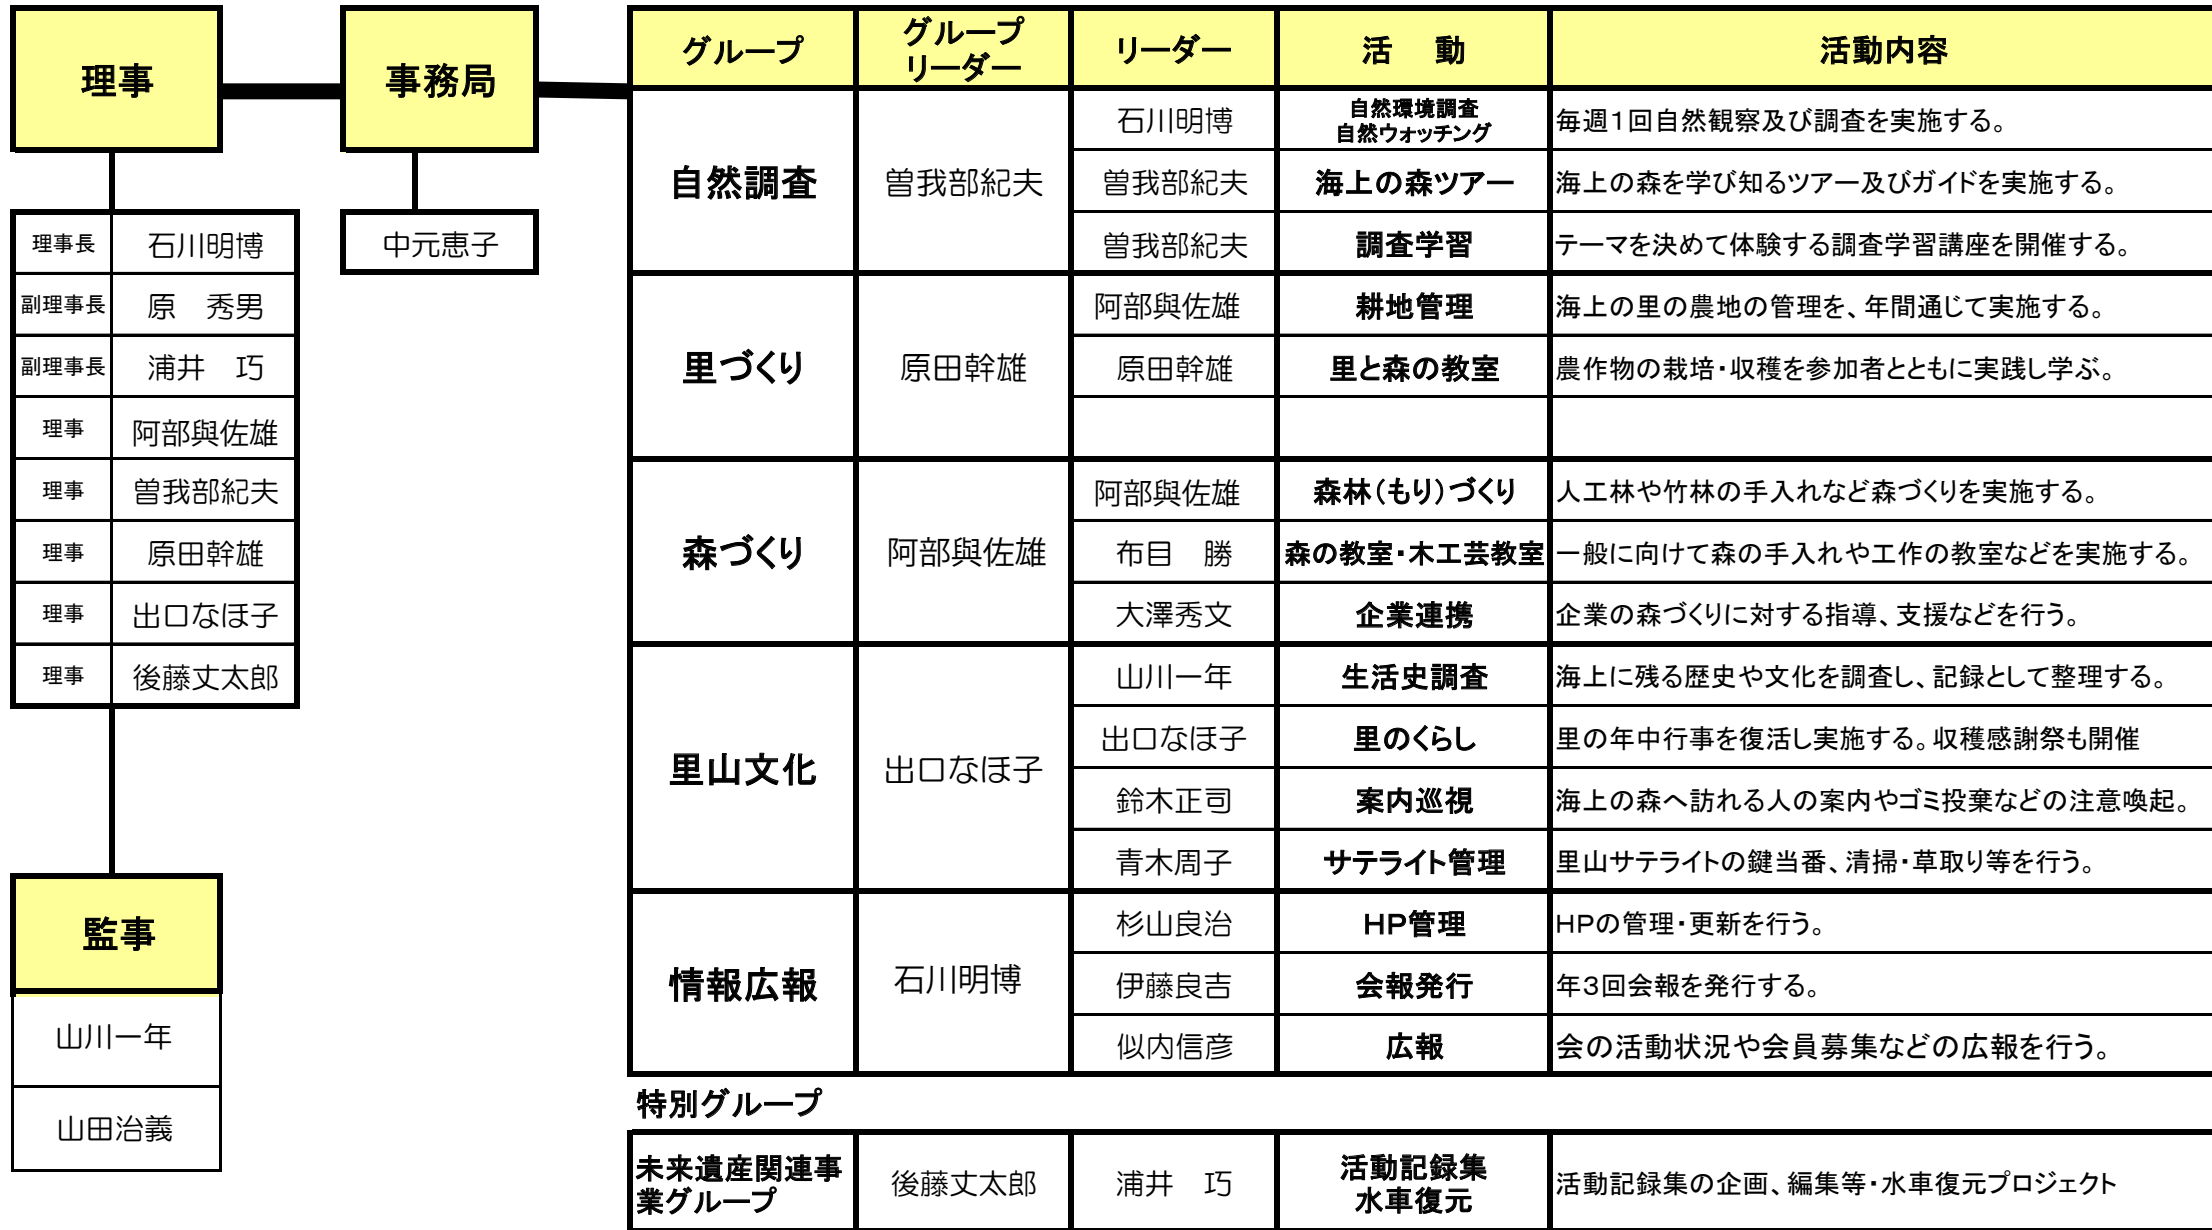 理事
事務局
理事長 石川明博
副理事長 原　秀男
副理事長 浦井　巧
理事 阿部與佐雄
理事 曽我部紀夫
理事 原田幹雄
理事 出口なほ子
理事 後藤丈太郎
中元恵子
監事
山川一年
山田治義
グループ グループ
リーダー リーダー 活　動 活動内容
自然調査 曽我部紀夫
石川明博 自然環境調査
自然ウォッチング 毎週１回自然観察及び調査を実施する。
曽我部紀夫 海上の森ツアー 海上の森を学び知るツアー及びガイドを実施する。
曽我部紀夫 調査学習 テーマを決めて体験する調査学習講座を開催する。
里づくり 原田幹雄
阿部與佐雄 耕地管理 海上の里の農地の管理を、年間通じて実施する。
原田幹雄 里と森の教室 農作物の栽培・収穫を参加者とともに実践し学ぶ。
森づくり 阿部與佐雄
阿部與佐雄 森林（もり）づくり 人工林や竹林の手入れなど森づくりを実施する。
布目　勝 森の教室・木工芸教室 一般に向けて森の手入れや工作の教室などを実施する。
大澤秀文 企業連携 企業の森づくりに対する指導、支援などを行う。
里山文化 出口なほ子
山川一年 生活史調査 海上に残る歴史や文化を調査し、記録として整理する。
出口なほ子 里のくらし 里の年中行事を復活し実施する。収穫感謝祭も開催
鈴木正司 案内巡視 海上の森へ訪れる人の案内やゴミ投棄などの注意喚起。
青木周子 サテライト管理 里山サテライトの鍵当番、清掃・草取り等を行う。
情報広報 石川明博
杉山良治 ＨＰ管理 ＨＰの管理・更新を行う。
伊藤良吉 会報発行 年３回会報を発行する。
似内信彦 広報 会の活動状況や会員募集などの広報を行う。
特別グループ
未来遺産関連事
業グループ 後藤丈太郎 浦井　巧 活動記録集
水車復元 活動記録集の企画、編集等・水車復元プロジェクト